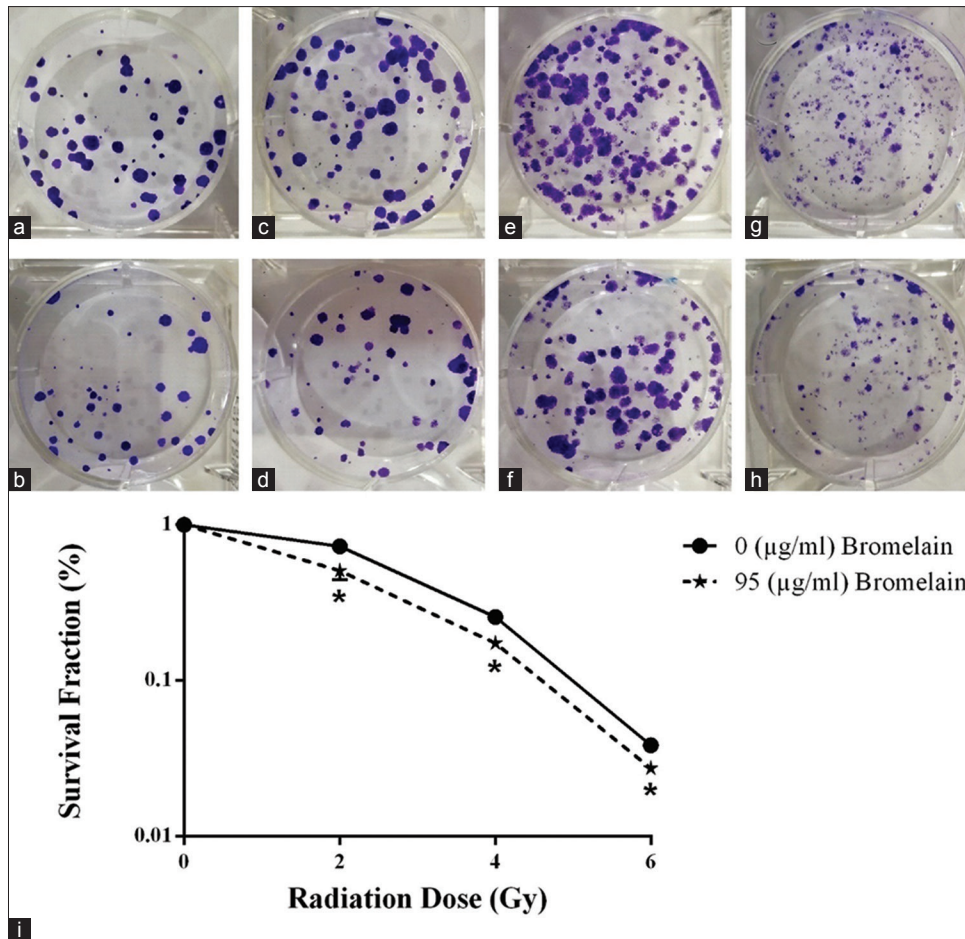 a
c
e
g
b
d
f
h
1
0.1
0.01
Survival Fraction (%)
0
2
4
6
Radiation Dose (Gy)
0 (µg/ml) Bromelain
95 (µg/ml) Bromelain
*
*
*
i